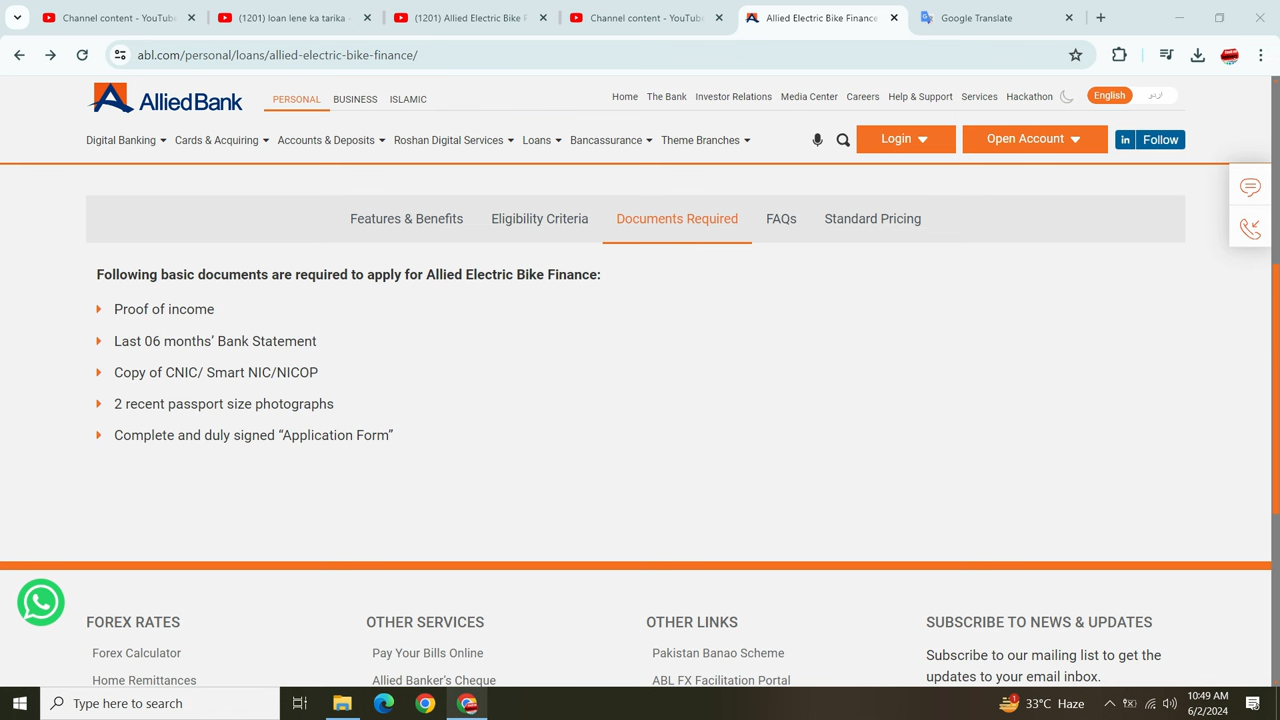 Channel content - YouTube
(1201) loan lene ka tarika -
(1201) Allied Electric Bike F
Channel content - YouTube
Allied Electric Bike Finance
Google Translate
abl.com/personal/loans/allied-electric-bike-finance/
Allied Bank
PERSONAL BUSINESS ISLAMIC
Home The Bank Investor Relations Media Center Careers Help & Support Services Hackathon English اردو
Digital Banking Cards & Acquiring Accounts & Deposits Roshan Digital Services Loans Bancassurance Theme Branches Login Open Account in Follow
Features & Benefits Eligibility Criteria Documents Required FAQs Standard Pricing
Following basic documents are required to apply for Allied Electric Bike Finance:
Proof of income
Last 06 months’ Bank Statement
Copy of CNIC/ Smart NIC/NICOP
2 recent passport size photographs
Complete and duly signed “Application Form”
FOREX RATES OTHER SERVICES OTHER LINKS SUBSCRIBE TO NEWS & UPDATES
Forex Calculator Pay Your Bills Online Pakistan Banao Scheme Subscribe to our mailing list to get the
Home Remittances Allied Banker's Cheque ABL FX Facilitation Portal updates to your email inbox.
Type here to search
1
33°C Haze
10:49 AM
6/2/2024